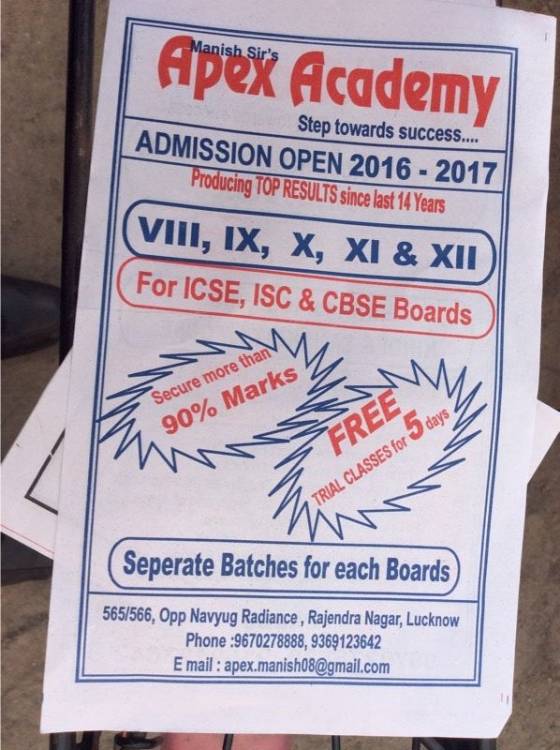 Manish Sir's
Apex Academy
Step towards success....
ADMISSION OPEN 2016 - 2017
Producing TOP RESULTS since last 14 Years
VIII, IX, X, XI & XII
For ICSE, ISC & CBSE Boards
Secure more than
90% Marks
FREE
TRIAL CLASSES for 5 days
Seperate Batches for each Boards
565/566, Opp Navyug Radiance , Rajendra Nagar, Lucknow
Phone :9670278888, 9369123642
E mail : apex.manish08@gmail.com